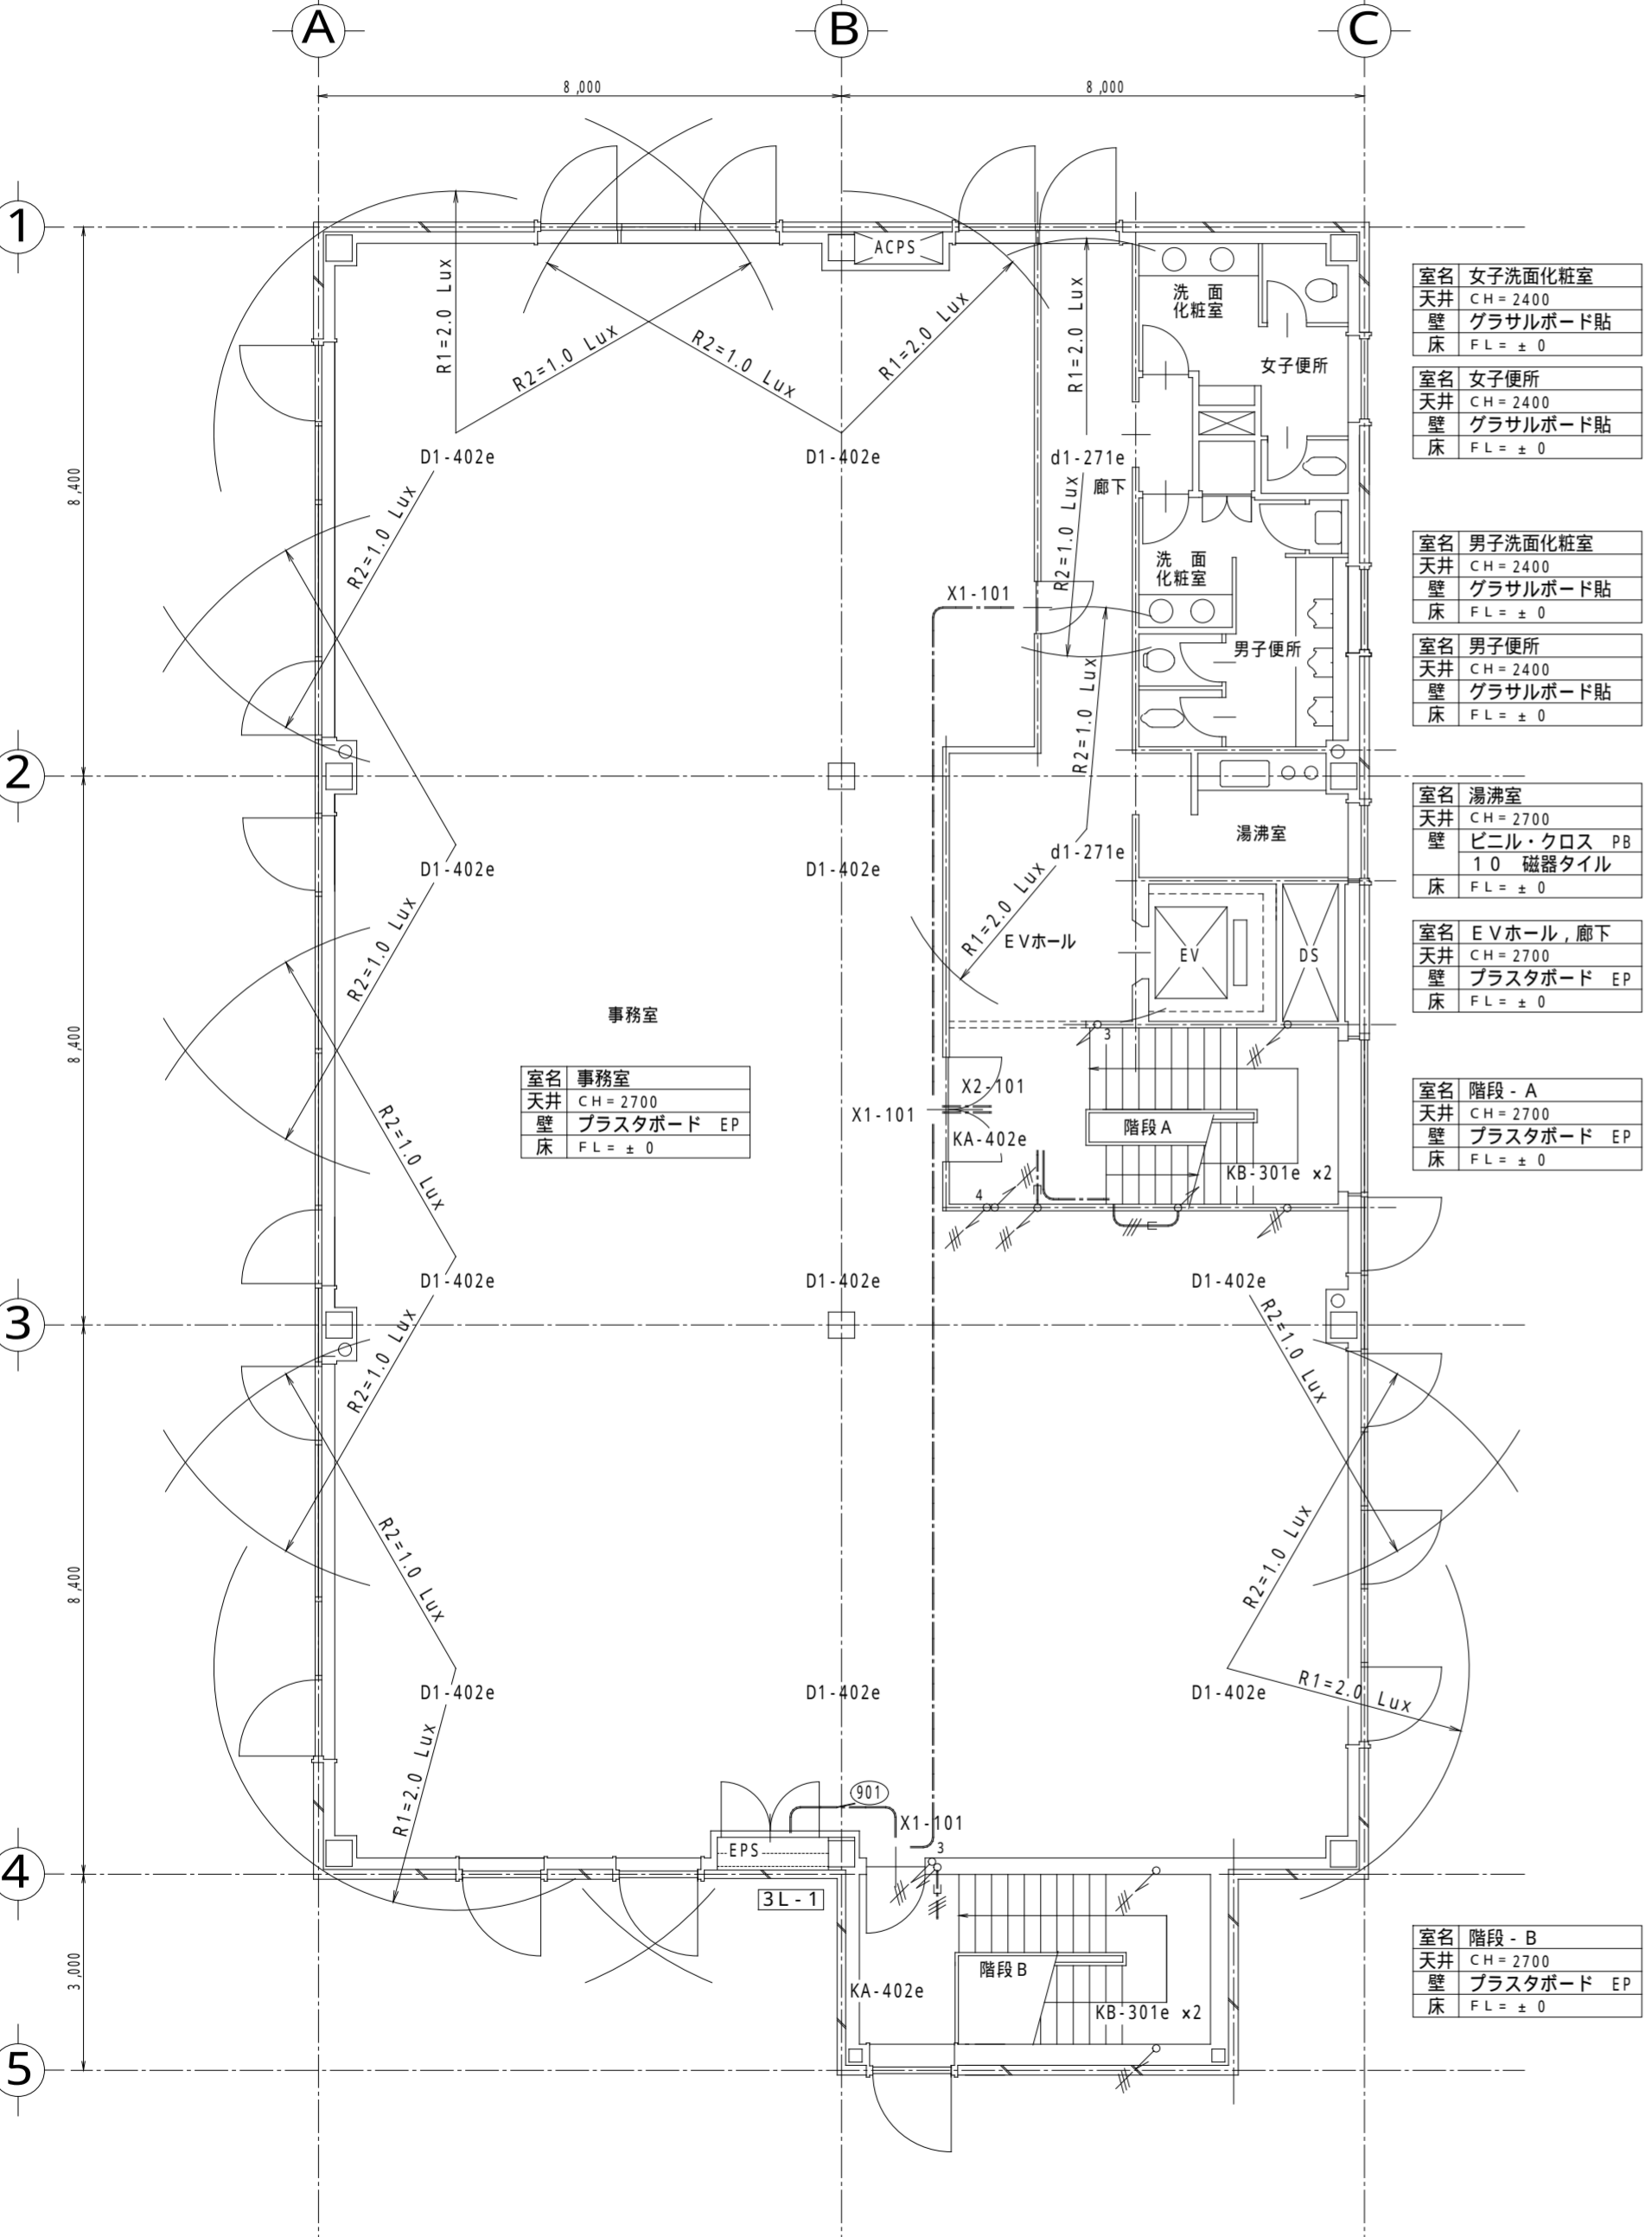 A B C
8,000 8,000
1
ACPS
R1=2.0 Lux
R2=1.0 Lux
R2=1.0 Lux
R1=2.0 Lux
R1=2.0 Lux
洗 面
化粧室
女子便所
室名 女子洗面化粧室
天井 CH=2400
壁 グラサルボード貼
床 FL=±0
室名 女子便所
天井 CH=2400
壁 グラサルボード貼
床 FL=±0
D1-402e D1-402e d1-271e
廊下
8,400
R2=1.0 Lux
R2=1.0 Lux
洗 面
化粧室
X1-101
男子便所
室名 男子洗面化粧室
天井 CH=2400
壁 グラサルボード貼
床 FL=±0
室名 男子便所
天井 CH=2400
壁 グラサルボード貼
床 FL=±0
R2=1.0 Lux
2
湯沸室
室名 湯沸室
天井 CH=2700
壁 ビニル・クロス PB
10 磁器タイル
床 FL=±0
D1-402e D1-402e d1-271e
R2=1.0 Lux
R1=2.0 Lux
EVホール
EV
DS
室名 EVホール,廊下
天井 CH=2700
壁 プラスタボード EP
床 FL=±0
8,400
事務室
3
室名 事務室
天井 CH=2700
壁 プラスタボード EP
床 FL=±0
X2-101
X1-101
KA-402e
階段A
KB-301e x2
4
室名 階段-A
天井 CH=2700
壁 プラスタボード EP
床 FL=±0
R2=1.0 Lux
D1-402e D1-402e D1-402e
3
R2=1.0 Lux
R2=1.0 Lux
R2=1.0 Lux
R2=1.0 Lux
8,400
D1-402e D1-402e D1-402e
R1=2.0 Lux
R1=2.0 Lux
901
X1-101
3
EPS
4
3L-1
階段B
KA-402e
KB-301e x2
3,000
室名 階段-B
天井 CH=2700
壁 プラスタボード EP
床 FL=±0
5